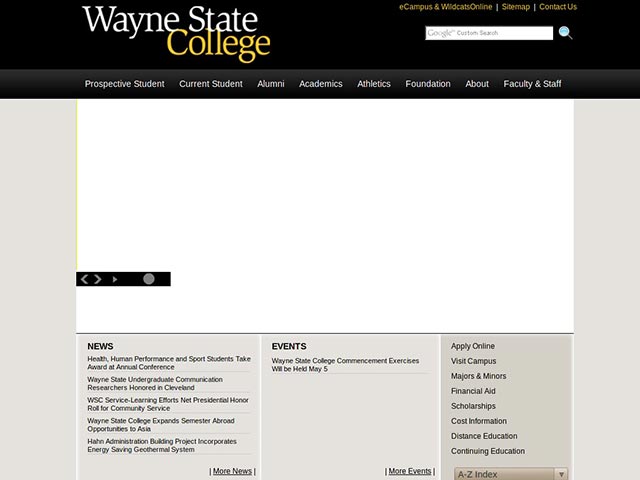 Wayne State
College
eCampus & WildcatsOnline | Sitemap | Contact Us
Google™ Custom Search
Prospective Student Current Student Alumni Academics Athletics Foundation About Faculty & Staff
NEWS
Health, Human Performance and Sport Students Take
Award at Annual Conference
Wayne State Undergraduate Communication
Researchers Honored in Cleveland
WSC Service-Learning Efforts Net Presidential Honor
Roll for Community Service
Wayne State College Expands Semester Abroad
Opportunities to Asia
Hahn Administration Building Project Incorporates
Energy Saving Geothermal System
| More News |
EVENTS
Wayne State College Commencement Exercises
Will be Held May 5
| More Events |
Apply Online
Visit Campus
Majors & Minors
Financial Aid
Scholarships
Cost Information
Distance Education
Continuing Education
A-Z Index